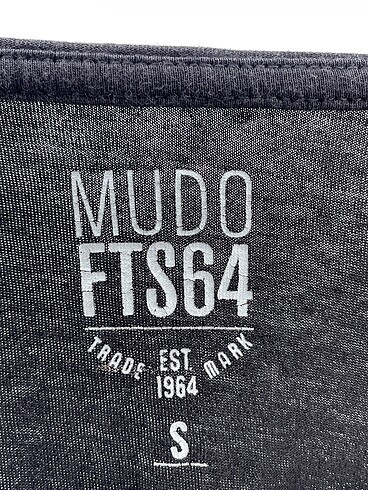 MUDO
FTS64
TRADE MARK
EST.
1964
S